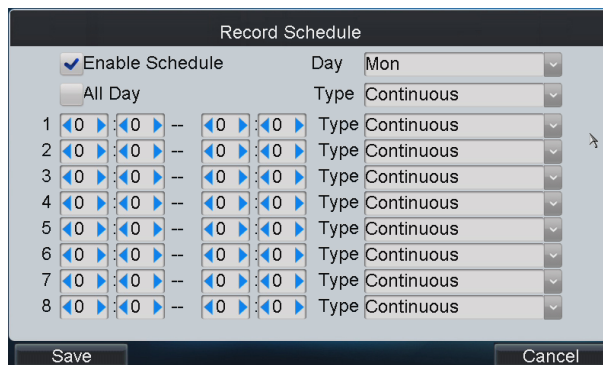 Record Schedule
Enable Schedule Day Mon
All Day Type Continuous
1 0 : 0 -- 0 : 0 Type Continuous
2 0 : 0 -- 0 : 0 Type Continuous
3 0 : 0 -- 0 : 0 Type Continuous
4 0 : 0 -- 0 : 0 Type Continuous
5 0 : 0 -- 0 : 0 Type Continuous
6 0 : 0 -- 0 : 0 Type Continuous
7 0 : 0 -- 0 : 0 Type Continuous
8 0 : 0 -- 0 : 0 Type Continuous
Save Cancel